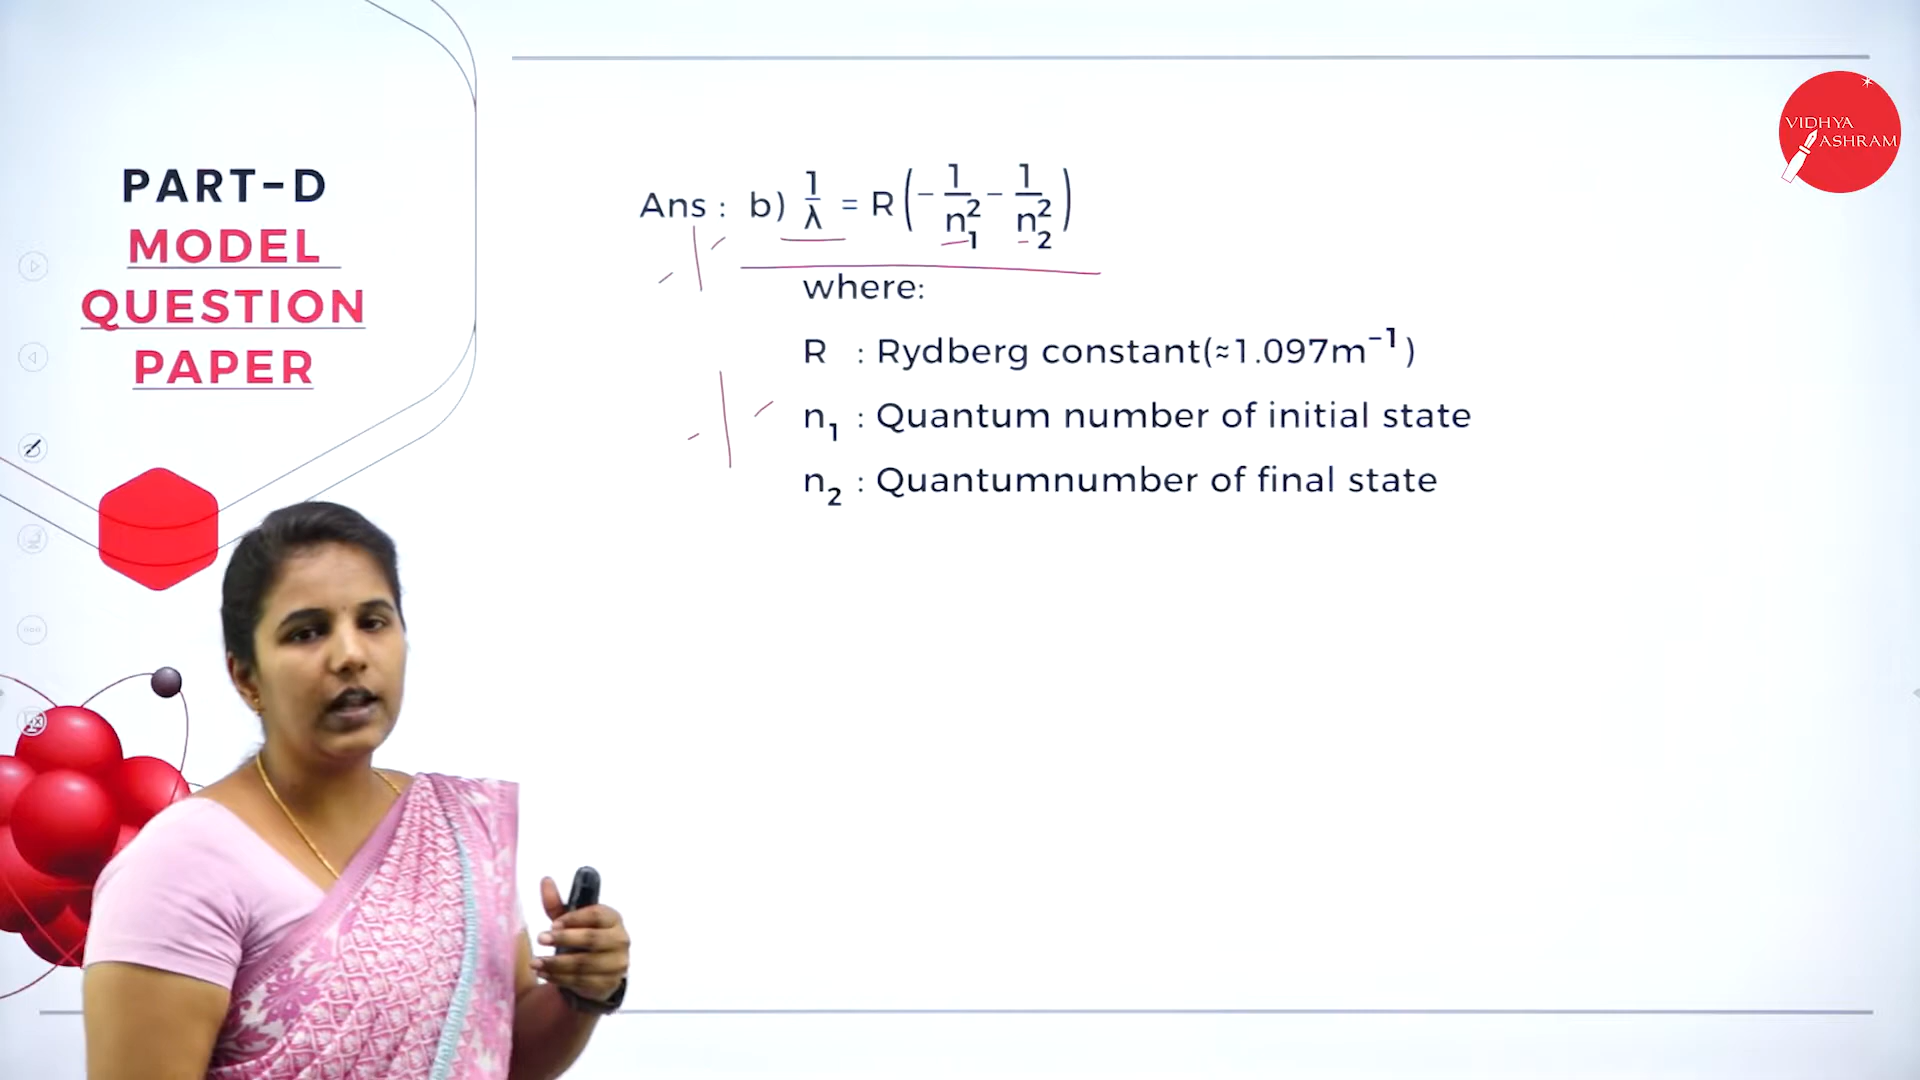 PART-D
MODEL
QUESTION
PAPER
VIDHYA
ASHRAM
Ans : b) 1/λ = R(-1/n₁² - 1/n₂²)
where:
R : Rydberg constant(≈1.097m⁻¹)
n₁ : Quantum number of initial state
n₂ : Quantumnumber of final state